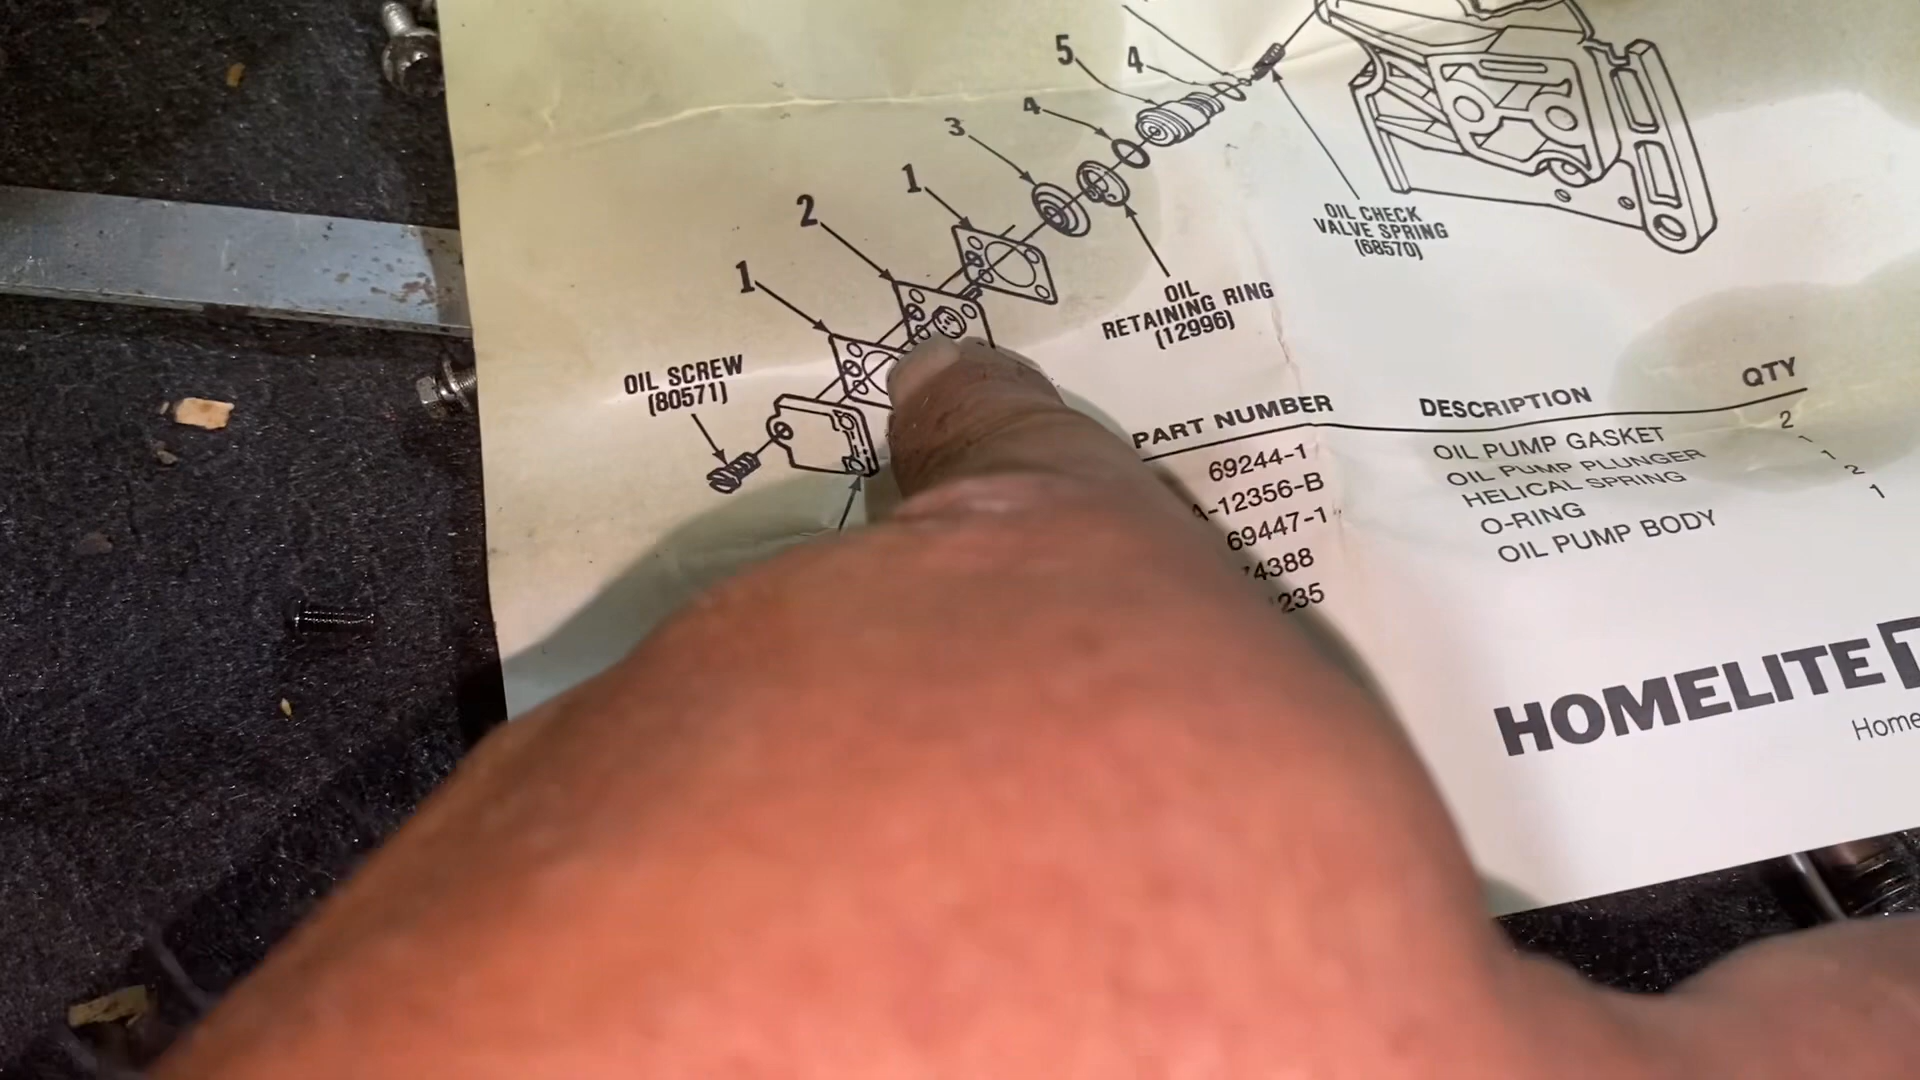 5
4
4
3
1
2
1
OIL CHECK
VALVE SPRING
(68570)
OIL
RETAINING RING
(12996)
OIL SCREW
(80571)
PART NUMBER DESCRIPTION QTY
69244-1 OIL PUMP GASKET 2
A-12356-B OIL PUMP PLUNGER 1
69447-1 HELICAL SPRING 1
74388 O-RING 2
235 OIL PUMP BODY 1
HOMELITE
Home